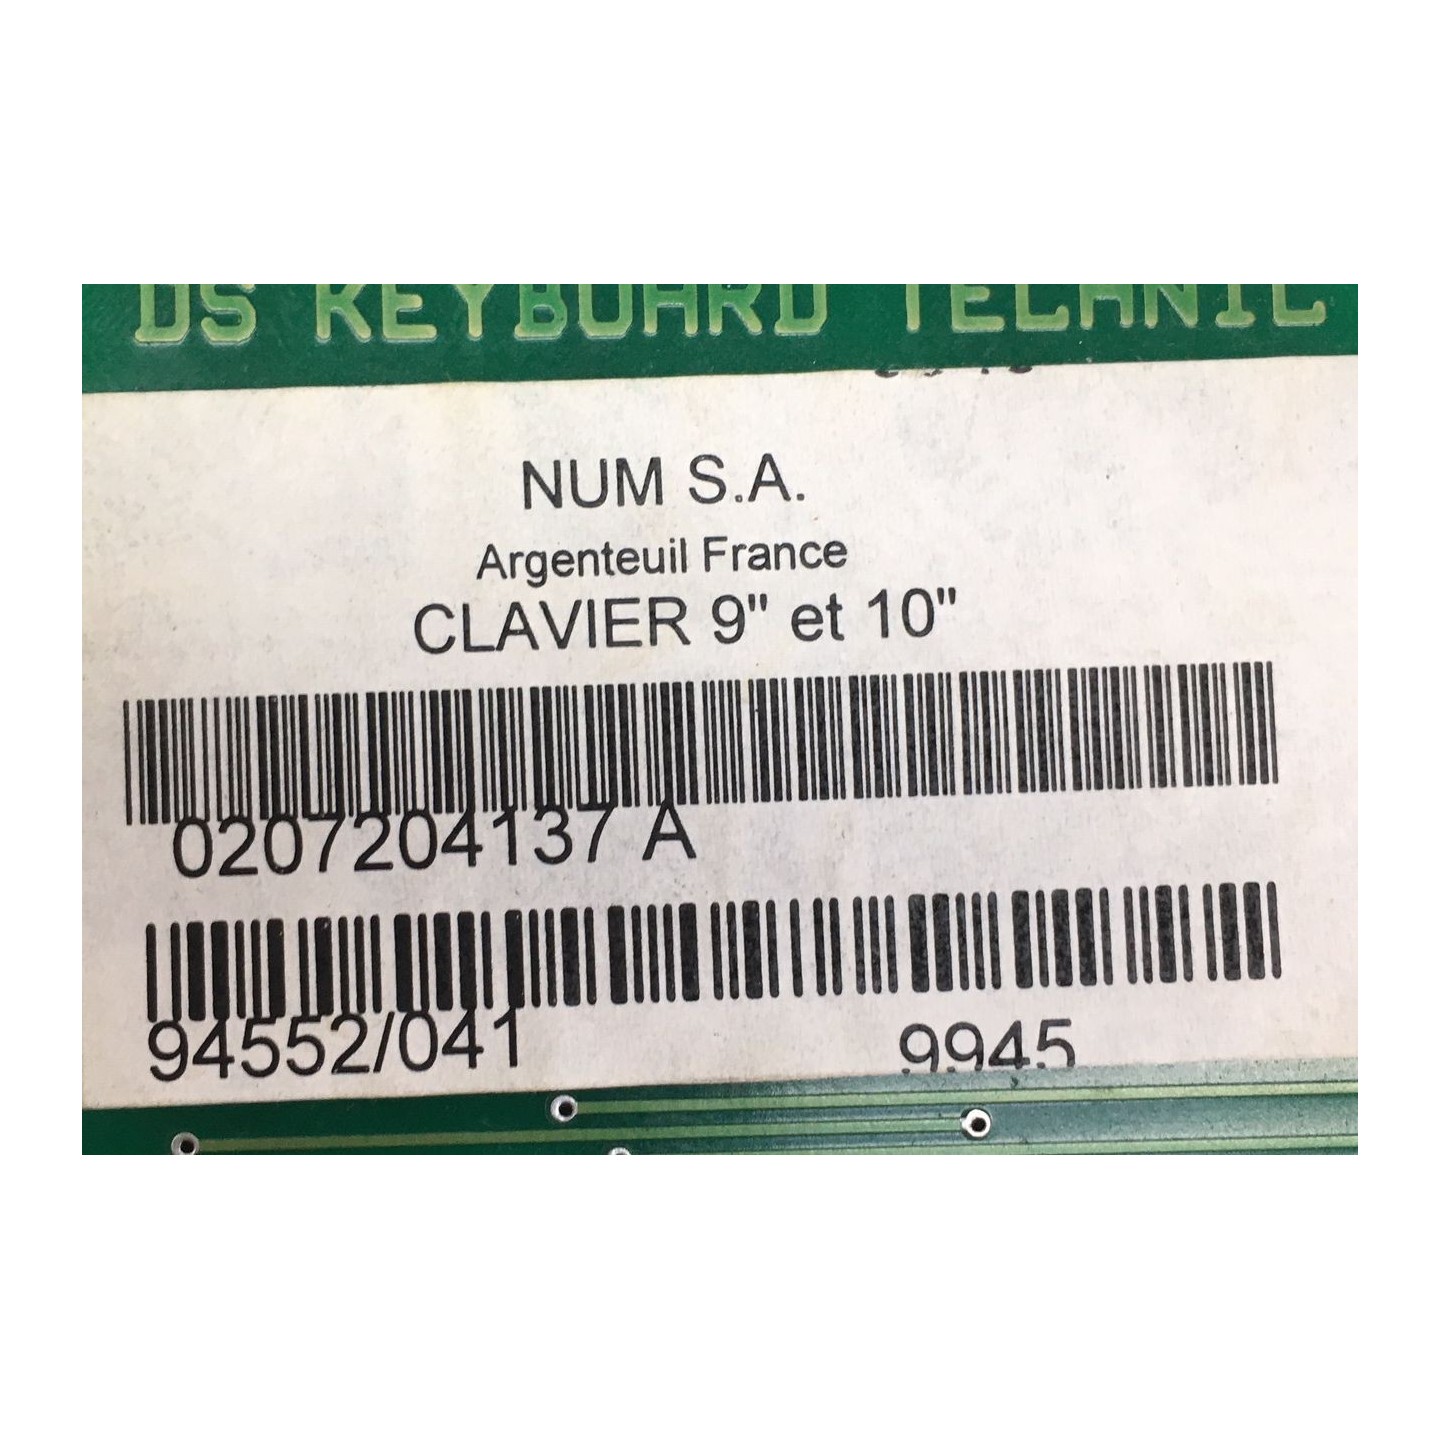 DS KEYBOARD TECHNIC
NUM S.A.
Argenteuil France
CLAVIER 9" et 10"
0207204137 A
94552/041 9945